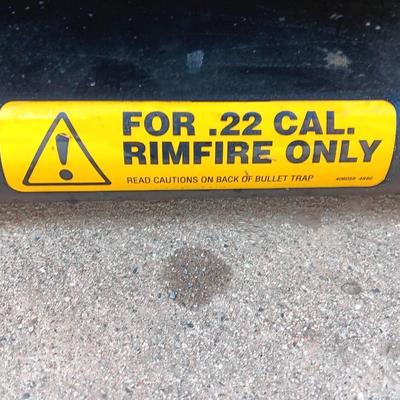 FOR .22 CAL.
RIMFIRE ONLY
READ CAUTIONS ON BACK OF BULLET TRAP